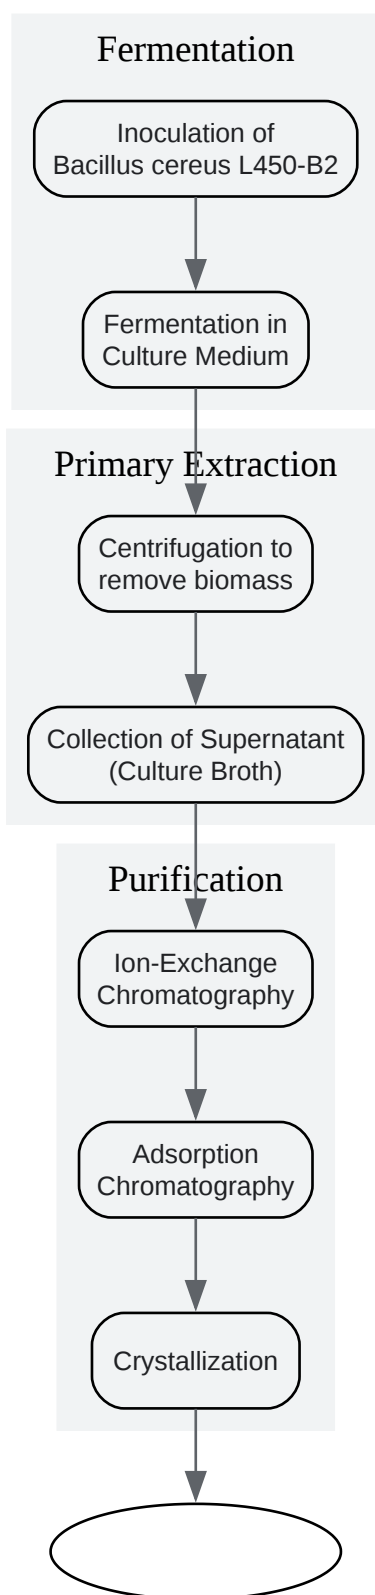 Fermentation
Inoculation of
Bacillus cereus L450-B2
Fermentation in
Culture Medium
Primary Extraction
Centrifugation to
remove biomass
Collection of Supernatant
(Culture Broth)
Purification
Ion-Exchange
Chromatography
Adsorption
Chromatography
Crystallization